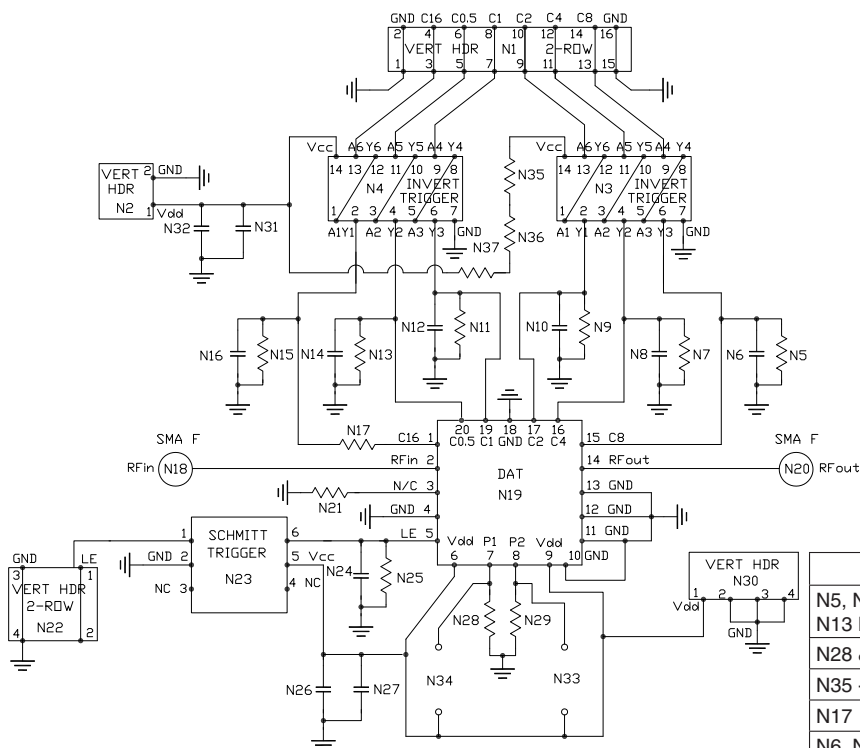 GND C16 C0.5 C1 C2 C4 C8 GND
2 4 6 8 10 12 14 16
VERT HDR N1 2-ROW
1 3 5 7 9 11 13 15
Vcc A6 Y6 A5 Y5 A4 Y4
14 13 12 11 10 9 8
N4 INVERT TRIGGER
1 2 3 4 5 6 7
A1 Y1 A2 Y2 A3 Y3 GND
Vcc A6 Y6 A5 Y5 A4 Y4
14 13 12 11 10 9 8
N3 INVERT TRIGGER
1 2 3 4 5 6 7
A1 Y1 A2 Y2 A3 Y3 GND
N35
N36
N37
VERT HDR N2
2 GND
1 Vdd
N32 N31
N16 N15 N14 N13 N12 N11 N10 N9 N8 N7 N6 N5
N17
20 19 18 17 16
C0.5 C1 GND C2 C4
C16 1
15 C8
SMA F
RFin N18
RFin 2
14 RFout
SMA F
N20 RFout
DAT
N19
N21
N/C 3
13 GND
GND 4
12 GND
LE 5
11 GND
Vdd P1 P2 Vdd
6 7 8 9 10
GND
1 SCHMITT TRIGGER 6
GND 2 5 Vcc
NC 3 4 NC
N23
N24 N25
GND LE
3 1
VERT HDR
2-ROW
N22
4 2
N26 N27
N28 N29
N34 N33
VERT HDR
N30
1 2 3 4
Vdd
GND
N5, N
N13
N28
N35
N17
N6, N